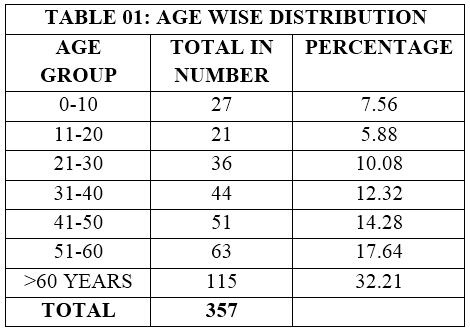 TABLE 01: AGE WISE DISTRIBUTION
AGE GROUP TOTAL IN NUMBER PERCENTAGE
0-10 27 7.56
11-20 21 5.88
21-30 36 10.08
31-40 44 12.32
41-50 51 14.28
51-60 63 17.64
>60 YEARS 115 32.21
TOTAL 357